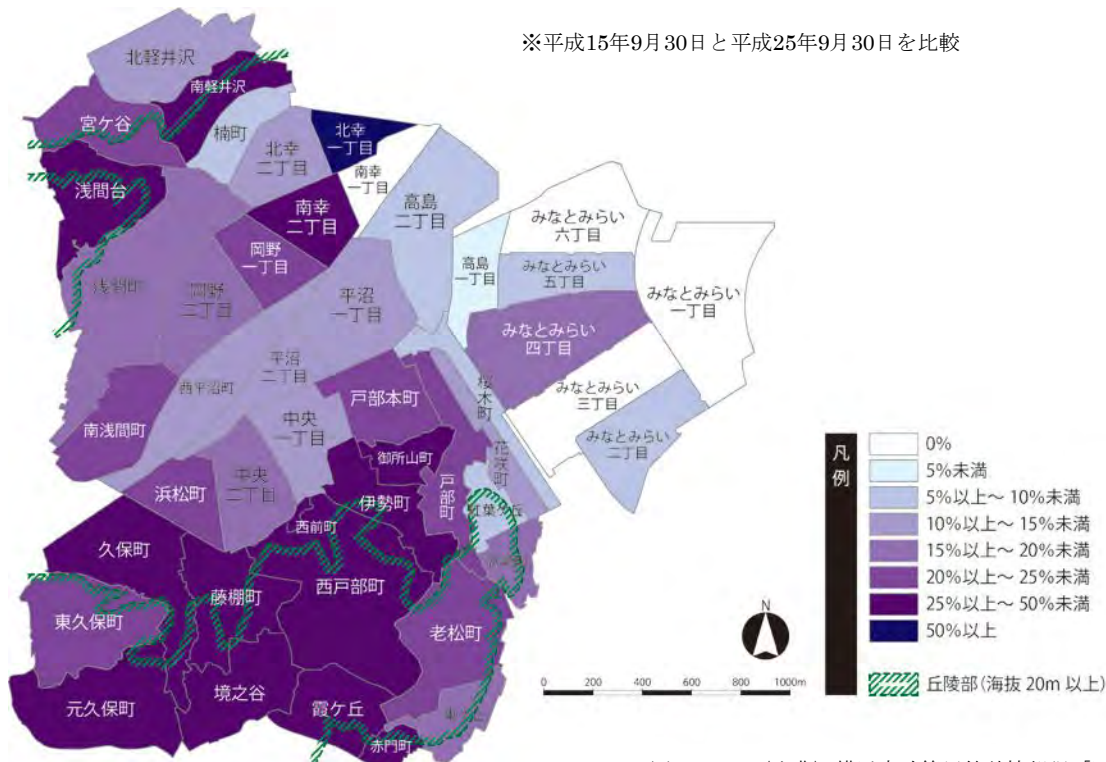 ※平成15年9月30日と平成25年9月30日を比較
北軽井沢
南軽井沢
宮ケ谷
楠町
北幸
二丁目
北幸
一丁目
南幸
一丁目
浅間台
南幸
二丁目
高島
二丁目
みなとみらい
六丁目
岡野
一丁目
高島
一丁目
みなとみらい
五丁目
みなとみらい
一丁目
浅間町
岡野
二丁目
平沼
一丁目
みなとみらい
四丁目
平沼
二丁目
西平沼町
戸部本町
桜木町
みなとみらい
三丁目
みなとみらい
二丁目
南浅間町
中央
一丁目
御所山町
花咲町
浜松町
中央
二丁目
伊勢町
戸部町
紅葉ケ丘
西前町
久保町
藤棚町
西戸部町
東久保町
老松町
元久保町
境之谷
霞ケ丘
赤門町
N
0 200 400 600 800 1000m
凡例
0%
5%未満
5%以上～ 10%未満
10%以上～ 15%未満
15%以上～ 20%未満
20%以上～ 25%未満
25%以上～ 50%未満
50%以上
丘陵部(海抜 20m 以上)